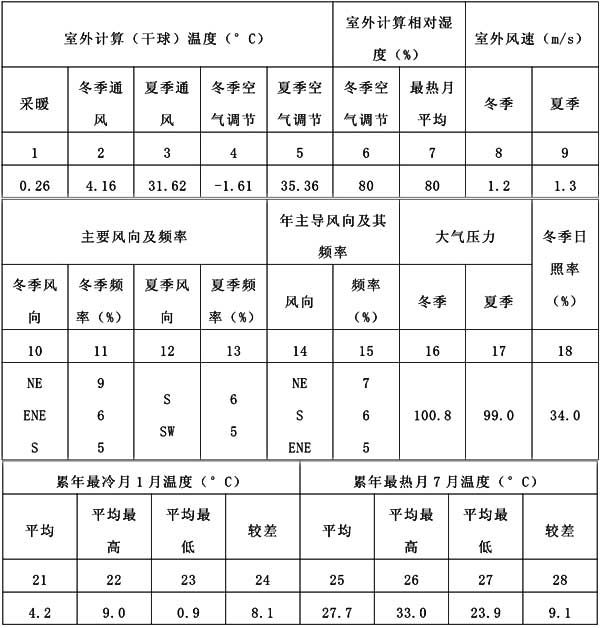 室外计算（干球）温度（°C） 室外计算相对湿度（%） 室外风速（m/s）
采暖 冬季通风 夏季通风 冬季空气调节 夏季空气调节 冬季空气调节 最热月平均 冬季 夏季
1 2 3 4 5 6 7 8 9
0.26 4.16 31.62 -1.61 35.36 80 80 1.2 1.3
主要风向及频率 年主导风向及其频率 大气压力 冬季日照率（%）
冬季风向 冬季频率（%） 夏季风向 夏季频率（%） 风向 频率（%） 冬季 夏季
10 11 12 13 14 15 16 17 18
NE 9 S 6 NE 7 100.8 99.0 34.0
ENE 6 SW 5 S 6
S 5 ENE 5
累年最冷月1月温度（°C） 累年最热月7月温度（°C）
平均 平均最高 平均最低 较差 平均 平均最高 平均最低 较差
21 22 23 24 25 26 27 28
4.2 9.0 0.9 8.1 27.7 33.0 23.9 9.1